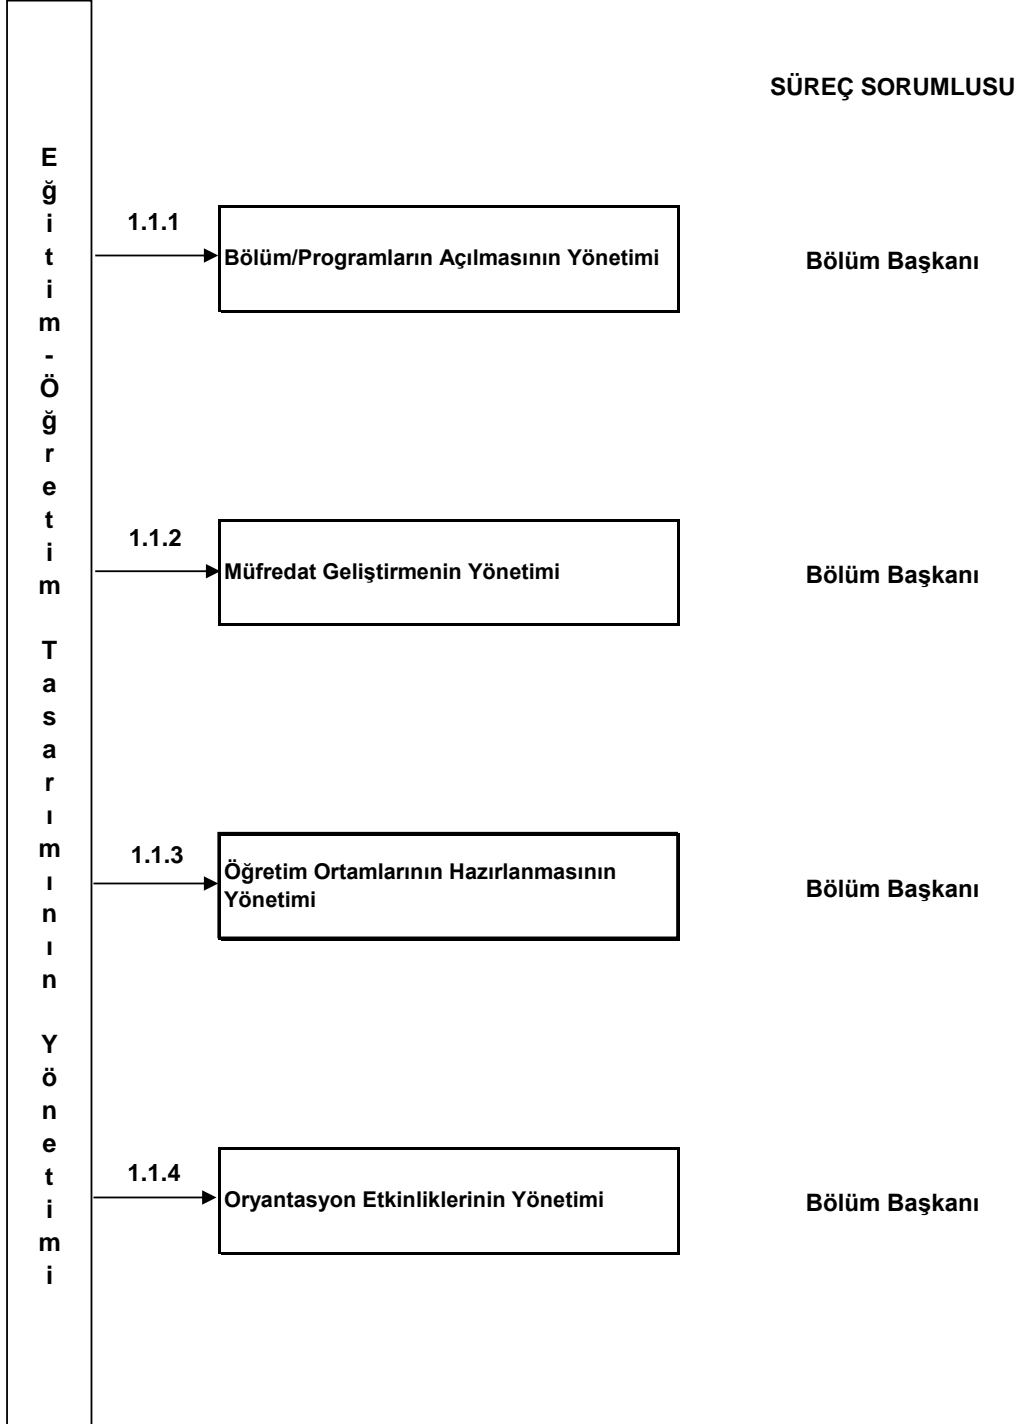 SÜREÇ SORUMLUSU
Eğitim-Öğretim Tasarımının Yönetimi
1.1.1
Bölüm/Programların Açılmasının Yönetimi
Bölüm Başkanı
1.1.2
Müfredat Geliştirmenin Yönetimi
Bölüm Başkanı
1.1.3
Öğretim Ortamlarının Hazırlanmasının
Yönetimi
Bölüm Başkanı
1.1.4
Oryantasyon Etkinliklerinin Yönetimi
Bölüm Başkanı